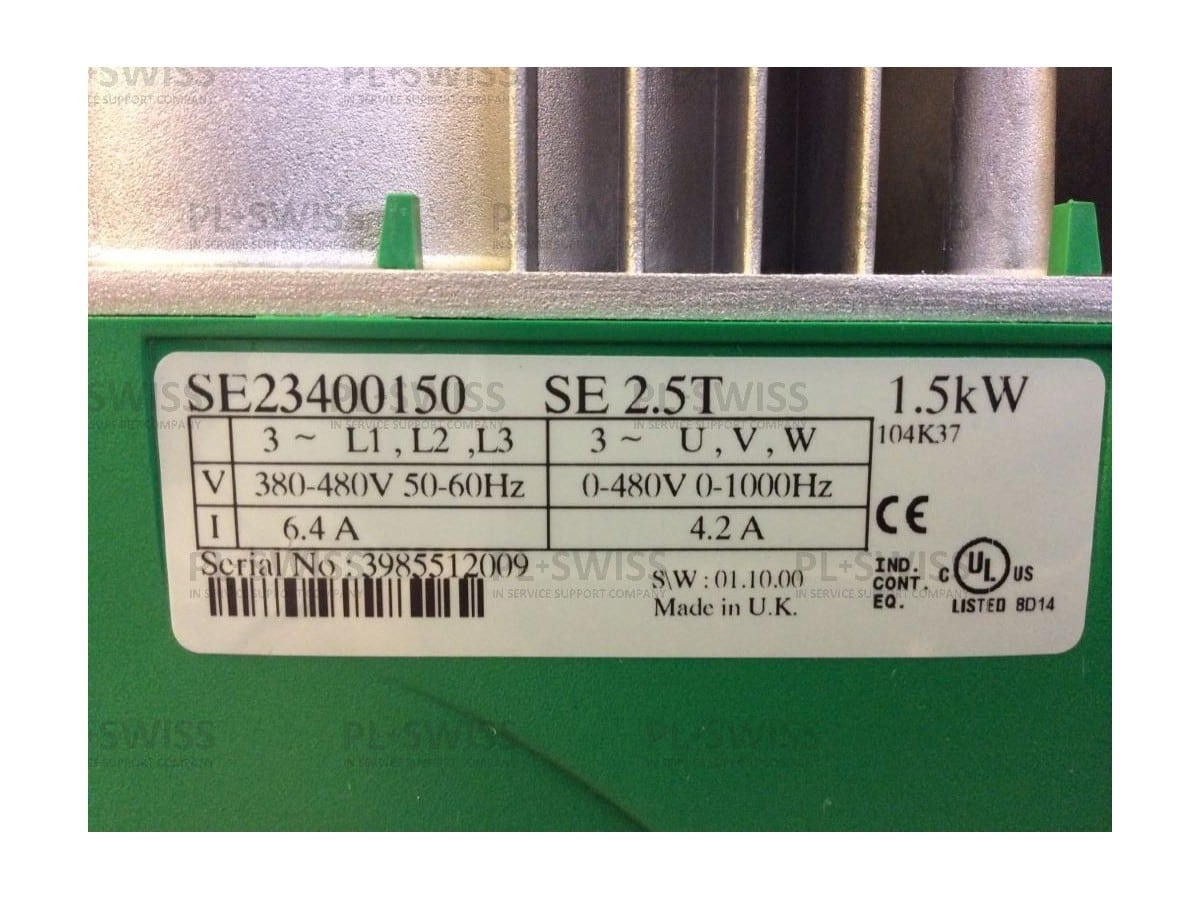 SE23400150 SE 2.5T 1.5kW
3 ~ L1 , L2 ,L3 3 ~ U , V , W 104K37
V 380-480V 50-60Hz 0-480V 0-1000Hz
I 6.4 A 4.2 A CE
Serial No : 3985512009
S/W : 01.10.00
Made in U.K.
IND.
CONT.
EQ.
C UL US
LISTED 8D14
PL+SWISS
IN SERVICE SUPPORT COMPANY